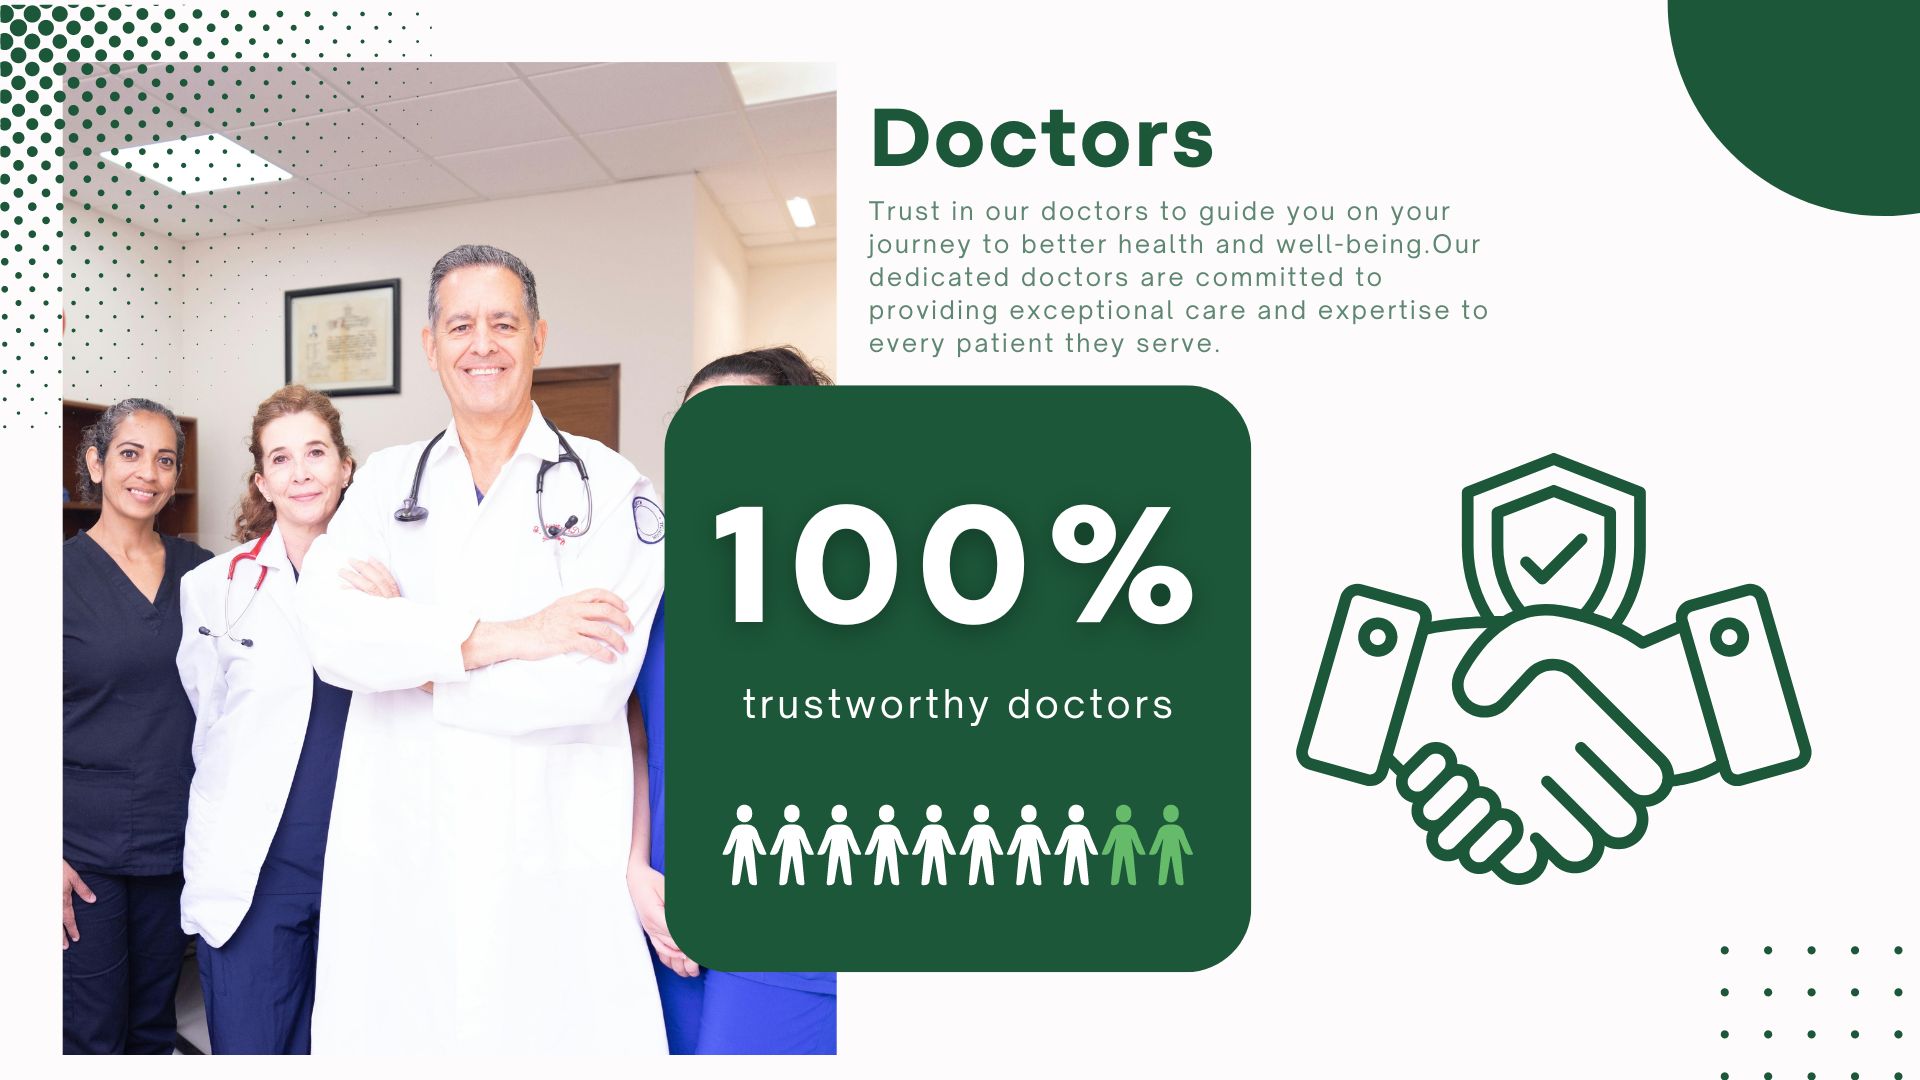 Doctors
Trust in our doctors to guide you on your
journey to better health and well-being.Our
dedicated doctors are committed to
providing exceptional care and expertise to
every patient they serve.
100%
trustworthy doctors